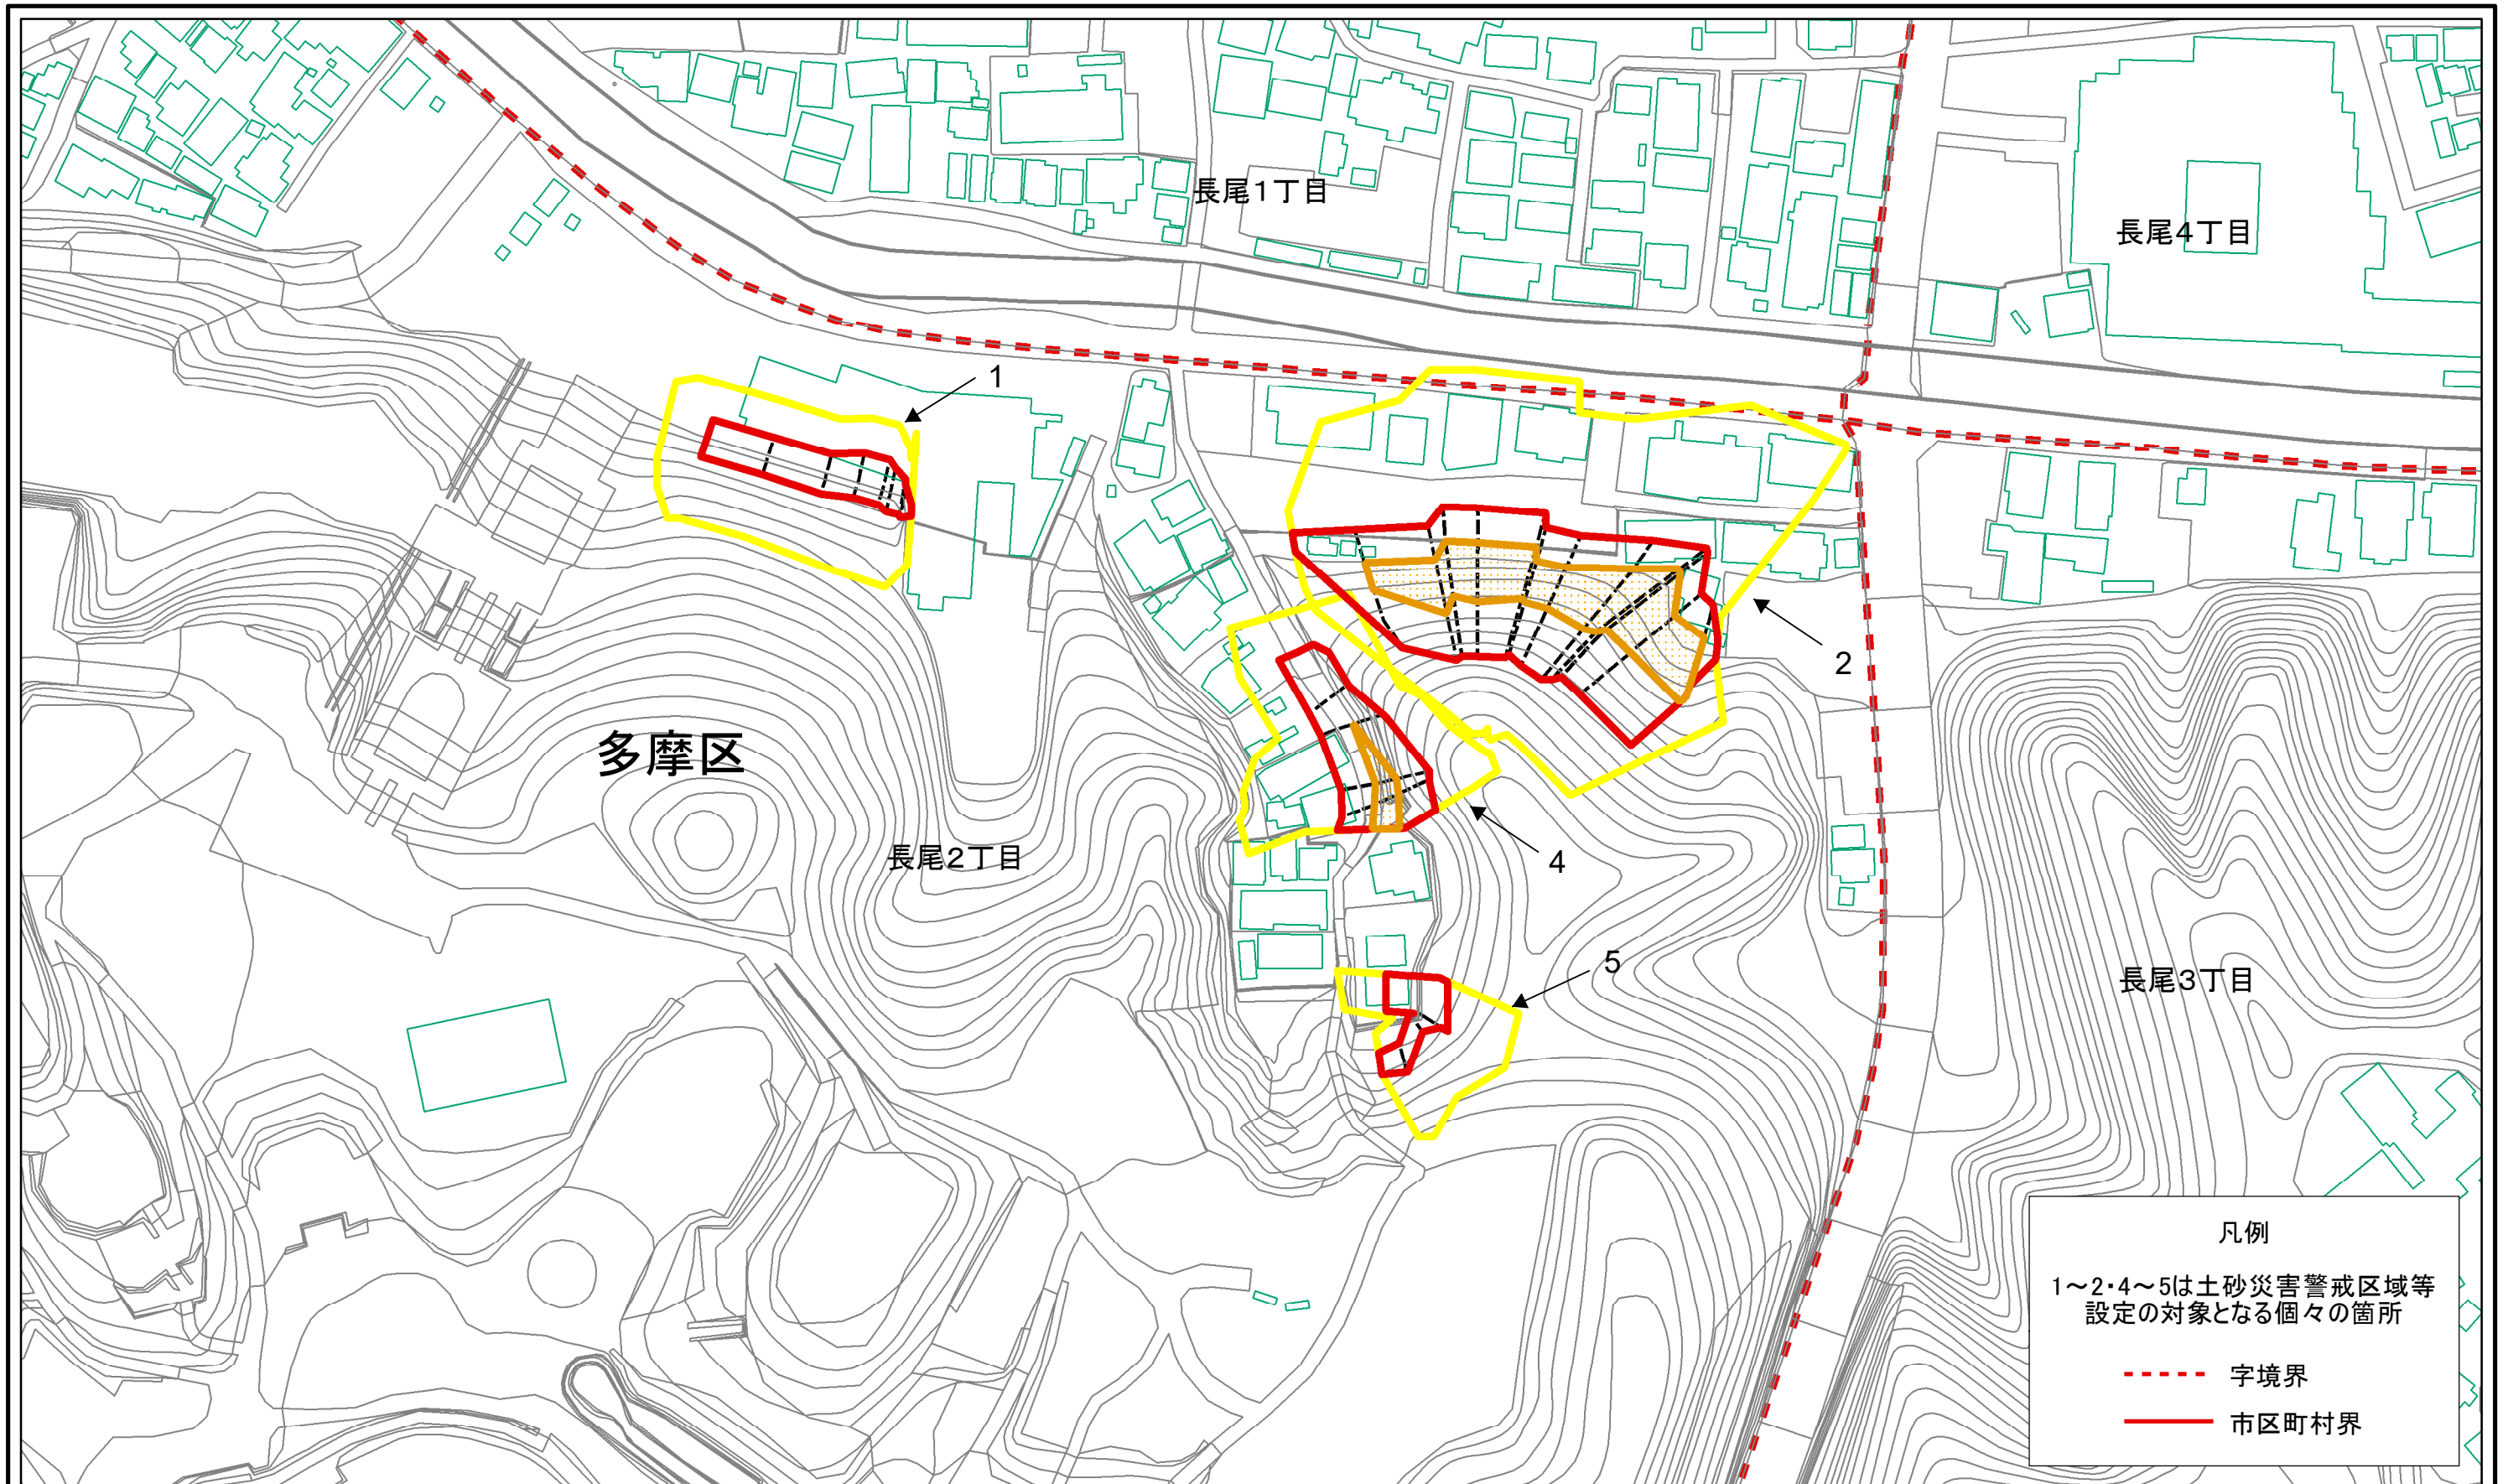 長尾1丁目
長尾4丁目
1
2
多摩区
長尾2丁目
4
5
長尾3丁目
凡例
1～2・4～5は土砂災害警戒区域等
設定の対象となる個々の箇所
字境界
市区町村界